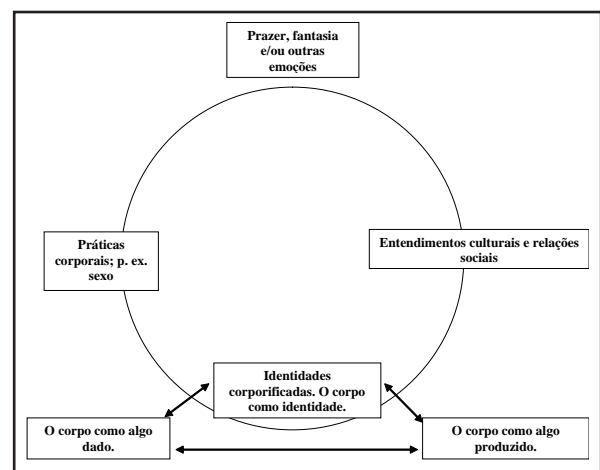 Prazer, fantasia
e/ou outras
emoções
Práticas
corporais; p. ex.
sexo
Entendimentos culturais e relações
sociais
Identidades
corporificadas. O corpo
como identidade.
O corpo como algo
dado.
O corpo como algo
produzido.